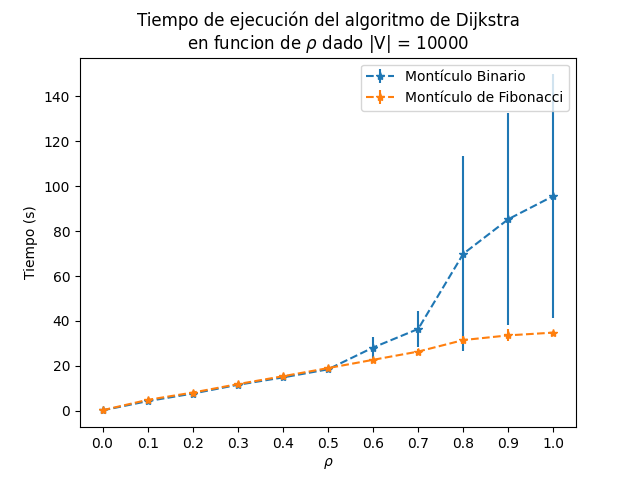 Tiempo de ejecución del algoritmo de Dijkstra
en funcion de ρ dado |V| = 10000
Montículo Binario
Montículo de Fibonacci
Tiempo (s)
140
120
100
80
60
40
20
0
0.0 0.1 0.2 0.3 0.4 0.5 0.6 0.7 0.8 0.9 1.0
ρ